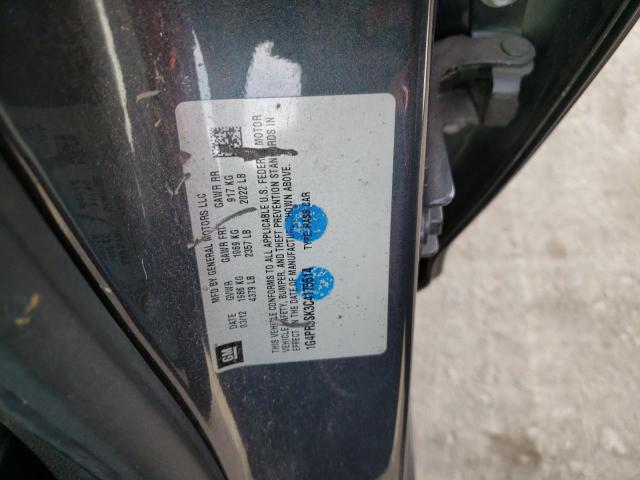 GM
MFD BY GENERAL MOTORS LLC
DATE GVWR GAWR FRT GAWR RR
03/12 1986 KG 1069 KG 917 KG
4379 LB 2357 LB 2022 LB
THIS VEHICLE CONFORMS TO ALL APPLICABLE U.S. FEDERAL MOTOR
VEHICLE SAFETY, BUMPER, AND THEFT PREVENTION STANDARDS IN
EFFECT ON THE DATE OF MANUFACTURE SHOWN ABOVE.
TYPE: PASS CAR